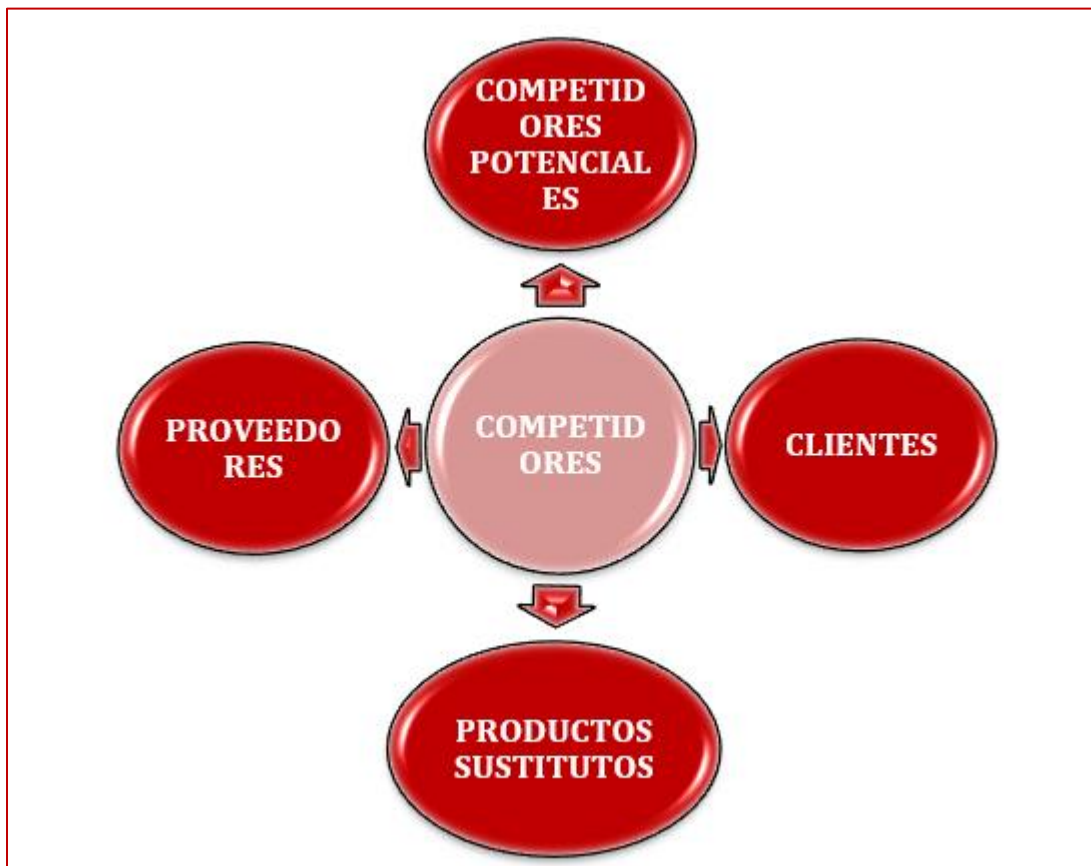 COMPETID
ORES
POTENCIAL
ES
PROVEEDO
RES
COMPETID
ORES
CLIENTES
PRODUCTOS
SUSTITUTOS